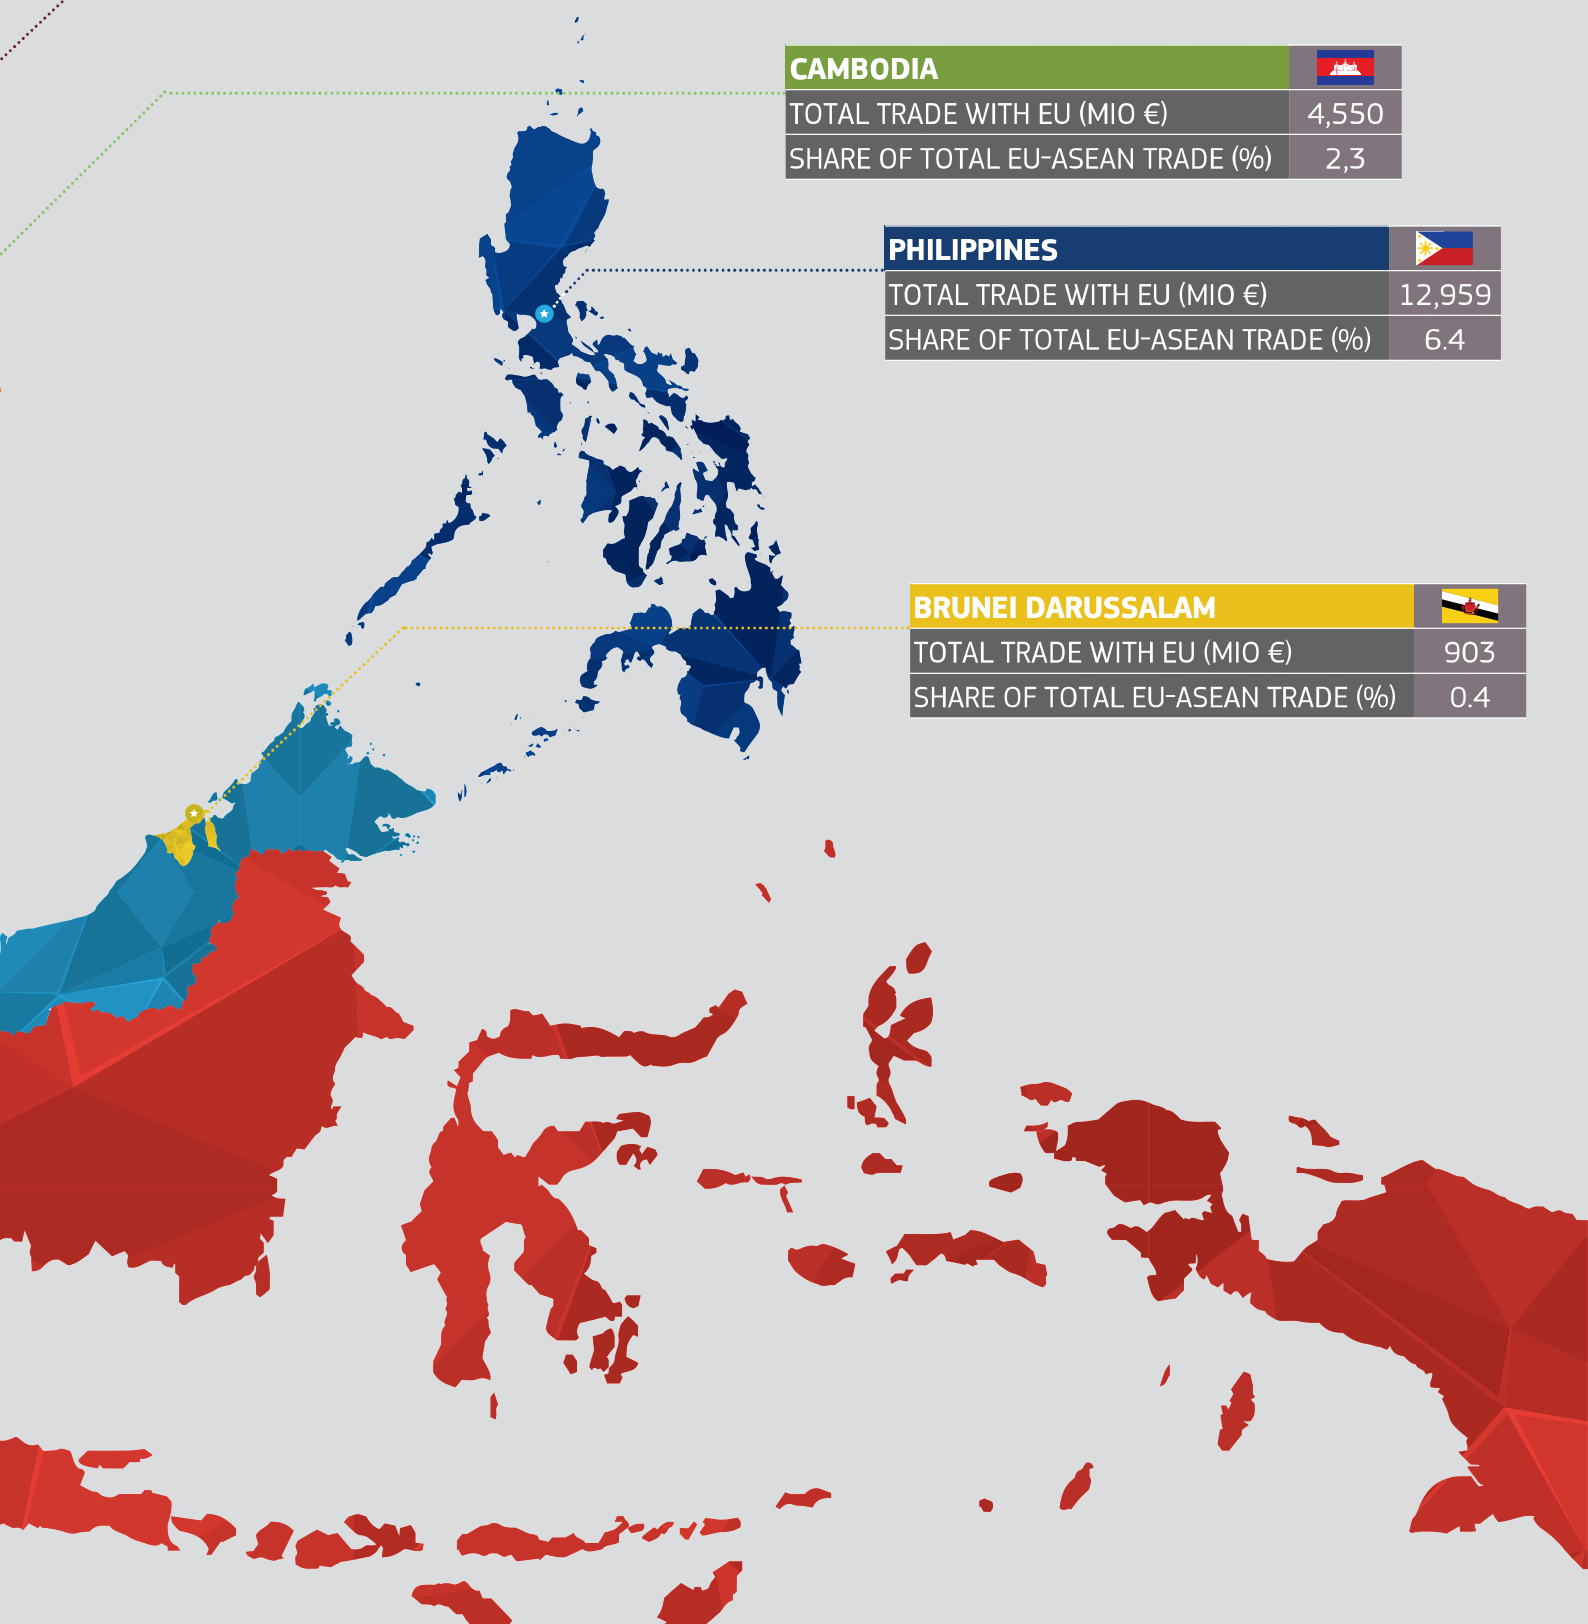 CAMBODIA
TOTAL TRADE WITH EU (MIO €) 4,550
SHARE OF TOTAL EU-ASEAN TRADE (%) 2,3
PHILIPPINES
TOTAL TRADE WITH EU (MIO €) 12,959
SHARE OF TOTAL EU-ASEAN TRADE (%) 6.4
BRUNEI DARUSSALAM
TOTAL TRADE WITH EU (MIO €) 903
SHARE OF TOTAL EU-ASEAN TRADE (%) 0.4